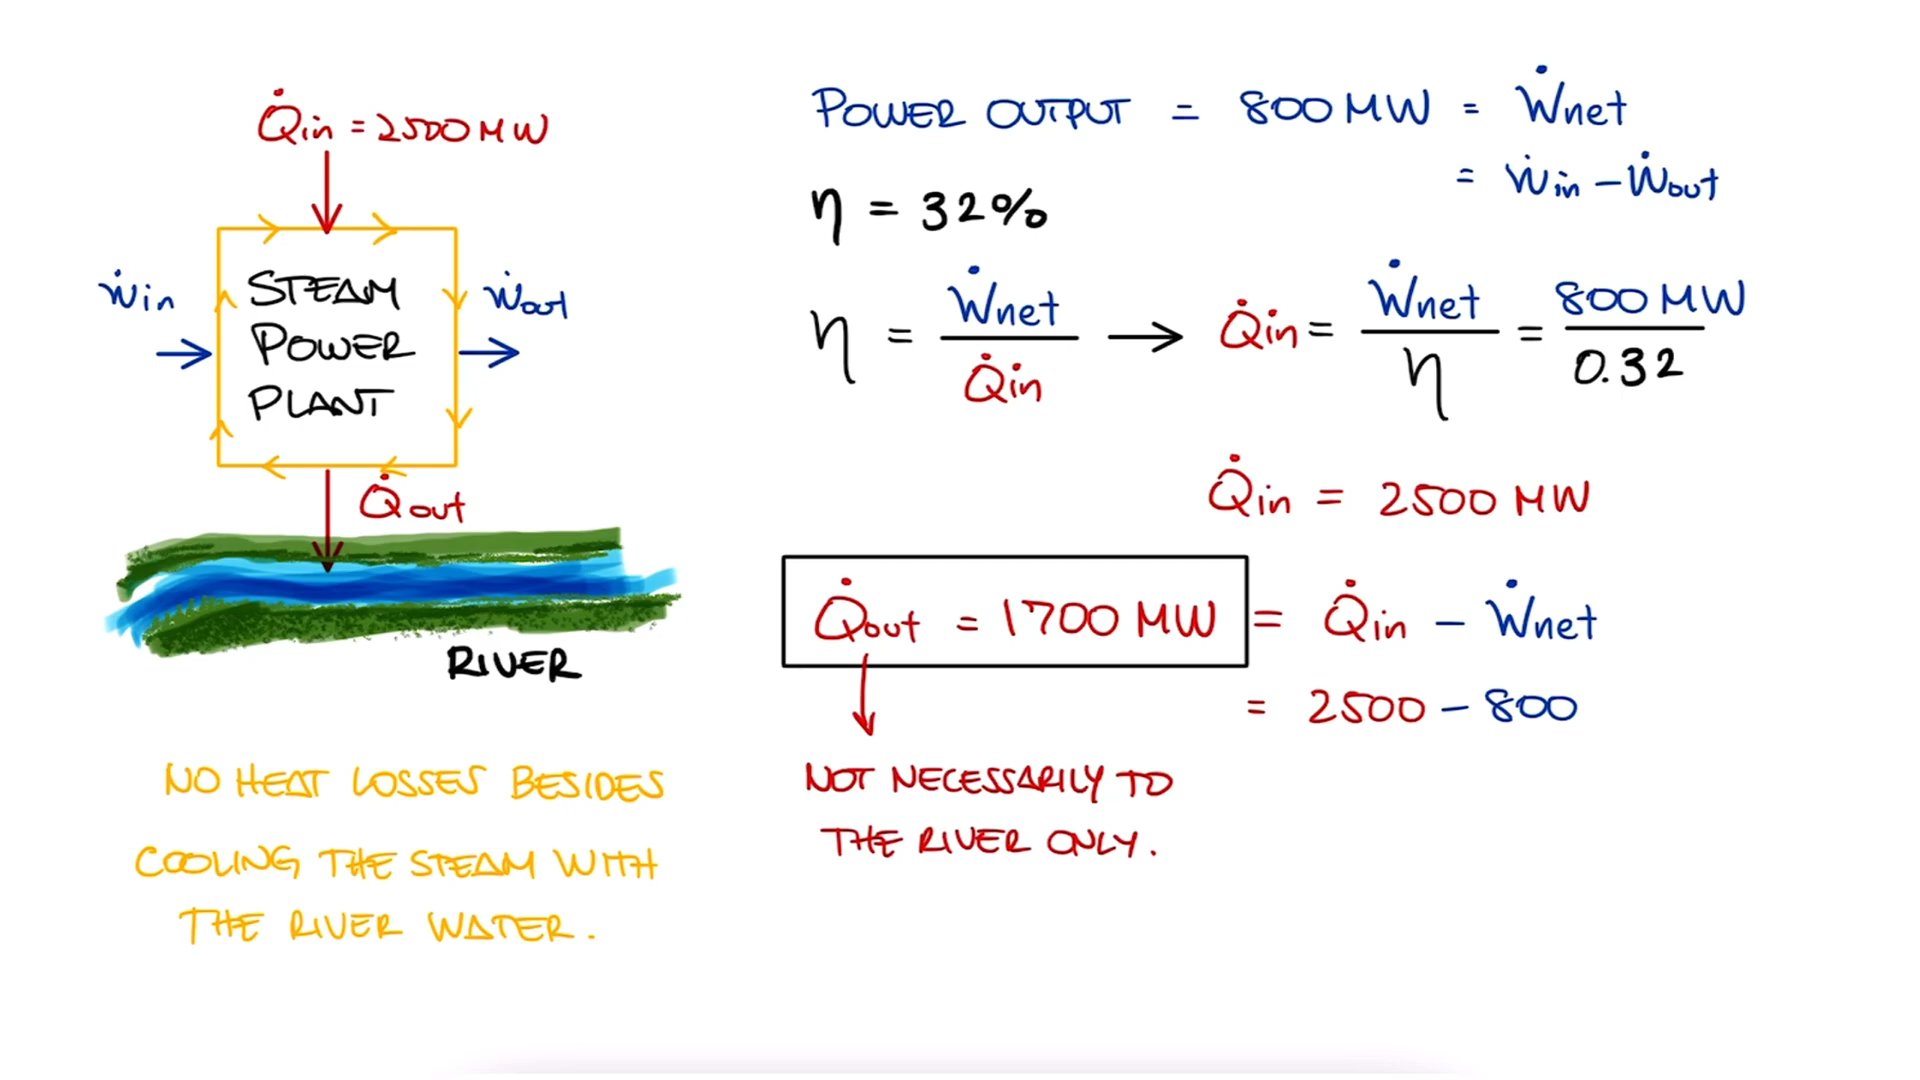 Q̇in = 2500 MW
Ẇin
STEAM
POWER
PLANT
Ẇout
Q̇out
RIVER
NO HEAT LOSSES BESIDES
COOLING THE STEAM WITH
THE RIVER WATER.
POWER OUTPUT = 800 MW = Ẇnet
= Ẇin - Ẇout
η = 32%
η = Ẇnet / Q̇in → Q̇in = Ẇnet / η = 800 MW / 0.32
Q̇in = 2500 MW
Q̇out = 1700 MW = Q̇in - Ẇnet
= 2500 - 800
NOT NECESSARILY TO
THE RIVER ONLY.